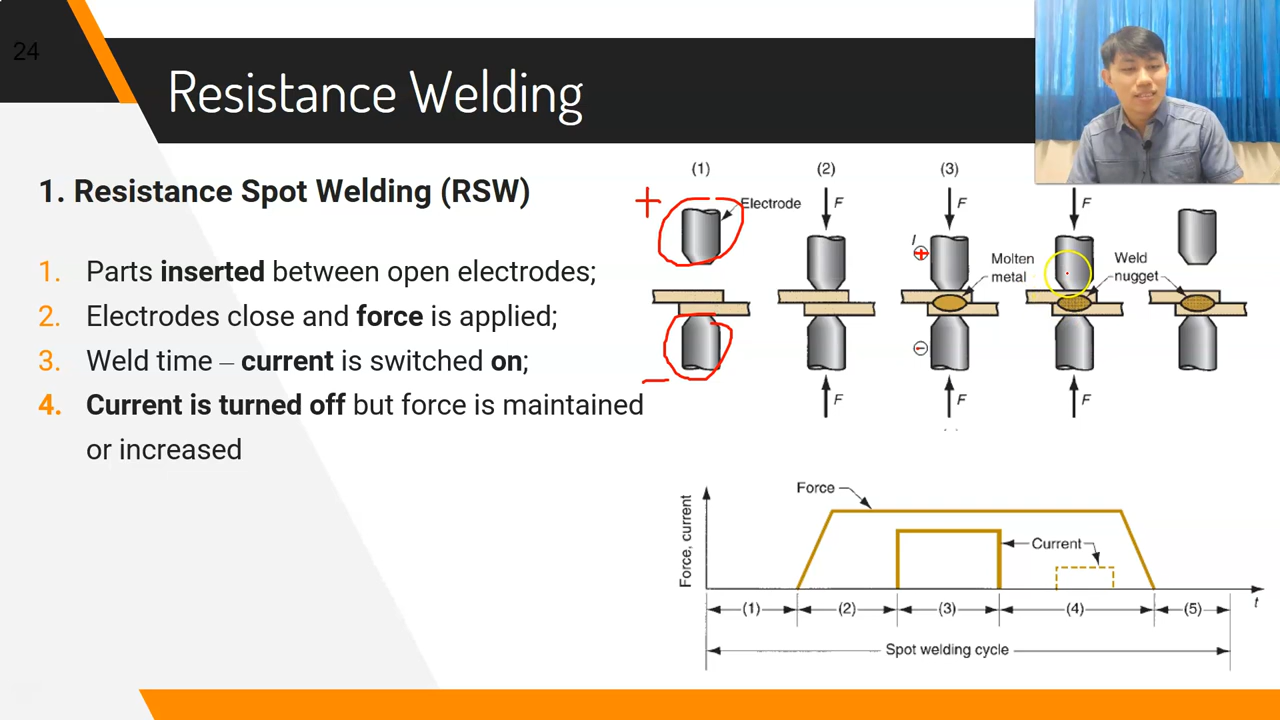 24
Resistance Welding
1. Resistance Spot Welding (RSW)
1. Parts inserted between open electrodes;
2. Electrodes close and force is applied;
3. Weld time – current is switched on;
4. Current is turned off but force is maintained
or increased
(1) (2) (3)
+ Electrode F F F
I + Molten metal Weld nugget
−
− F F F
Force
Force, current
Current
(1) (2) (3) (4) (5) t
Spot welding cycle